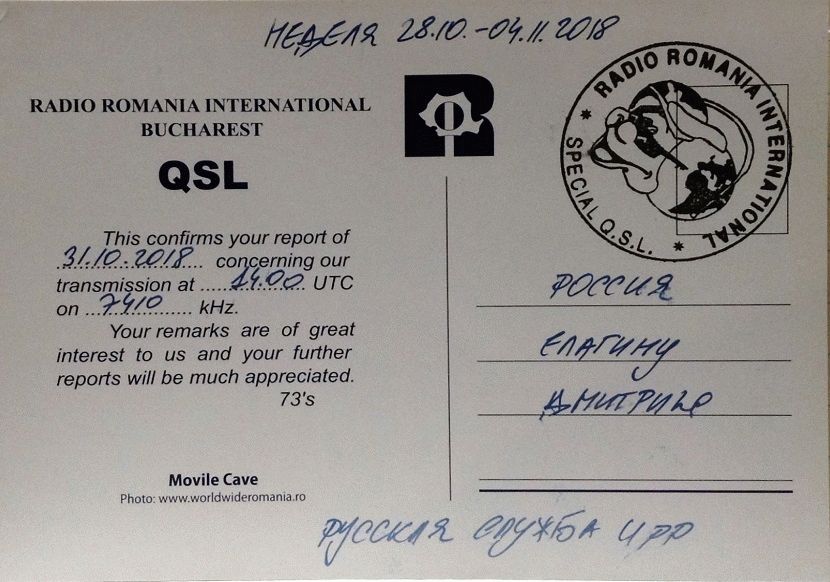 НЕДЕЛЯ 28.10.-04.11.2018
RADIO ROMANIA INTERNATIONAL
BUCHAREST
QSL
This confirms your report of
31.10.2018 concerning our
transmission at 14.00 UTC
on 7410 kHz.
Your remarks are of great
interest to us and your further
reports will be much appreciated.
73's
Movile Cave
Photo: www.worldwideromania.ro
R
* RADIO ROMANIA INTERNATIONAL *
SPECIAL Q.S.L.
РОССИЯ
ЕЛАГИНУ
ДМИТРИЮ
РУССКАЯ СЛУЖБА ИРР